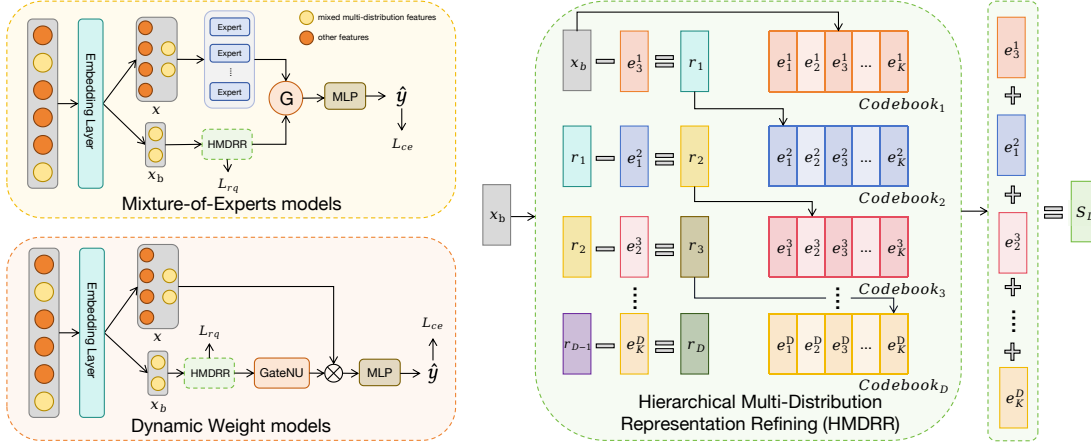 mixed multi-distribution features
other features
Embedding Layer
x
Expert
Expert
Expert
G
MLP
ŷ
L_ce
x_b
HMDRR
L_rq
Mixture-of-Experts models
Embedding Layer
x
L_rq
x_b
HMDRR
GateNU
MLP
ŷ
L_ce
Dynamic Weight models
x_b
x_b e_3^1 r_1 e_1^1 e_2^1 e_3^1 ... e_K^1
Codebook_1
r_1 e_1^2 r_2 e_1^2 e_2^2 e_3^2 ... e_K^2
Codebook_2
r_2 e_2^3 r_3 e_1^3 e_2^3 e_3^3 ... e_K^3
Codebook_3
r_{D-1} e_K^D r_D e_1^D e_2^D e_3^D ... e_K^D
Codebook_D
Hierarchical Multi-Distribution
Representation Refining (HMDRR)
e_3^1
+
e_1^2
+
e_2^3
+
+
e_K^D
=